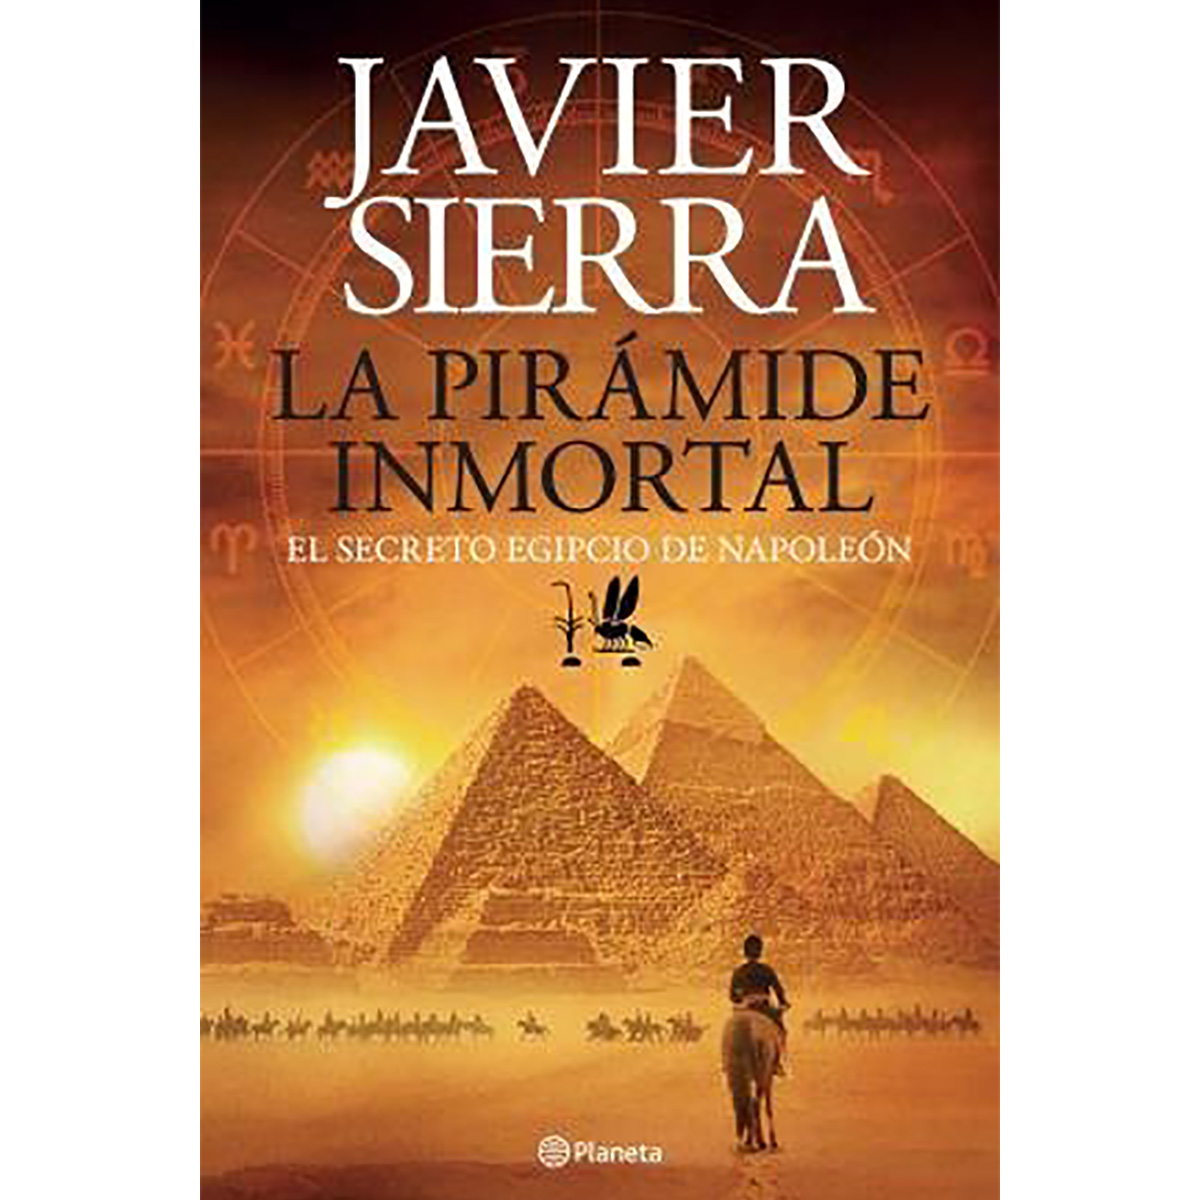 JAVIER
SIERRA
LA PIRÁMIDE
INMORTAL
EL SECRETO EGIPCIO DE NAPOLEÓN
Planeta